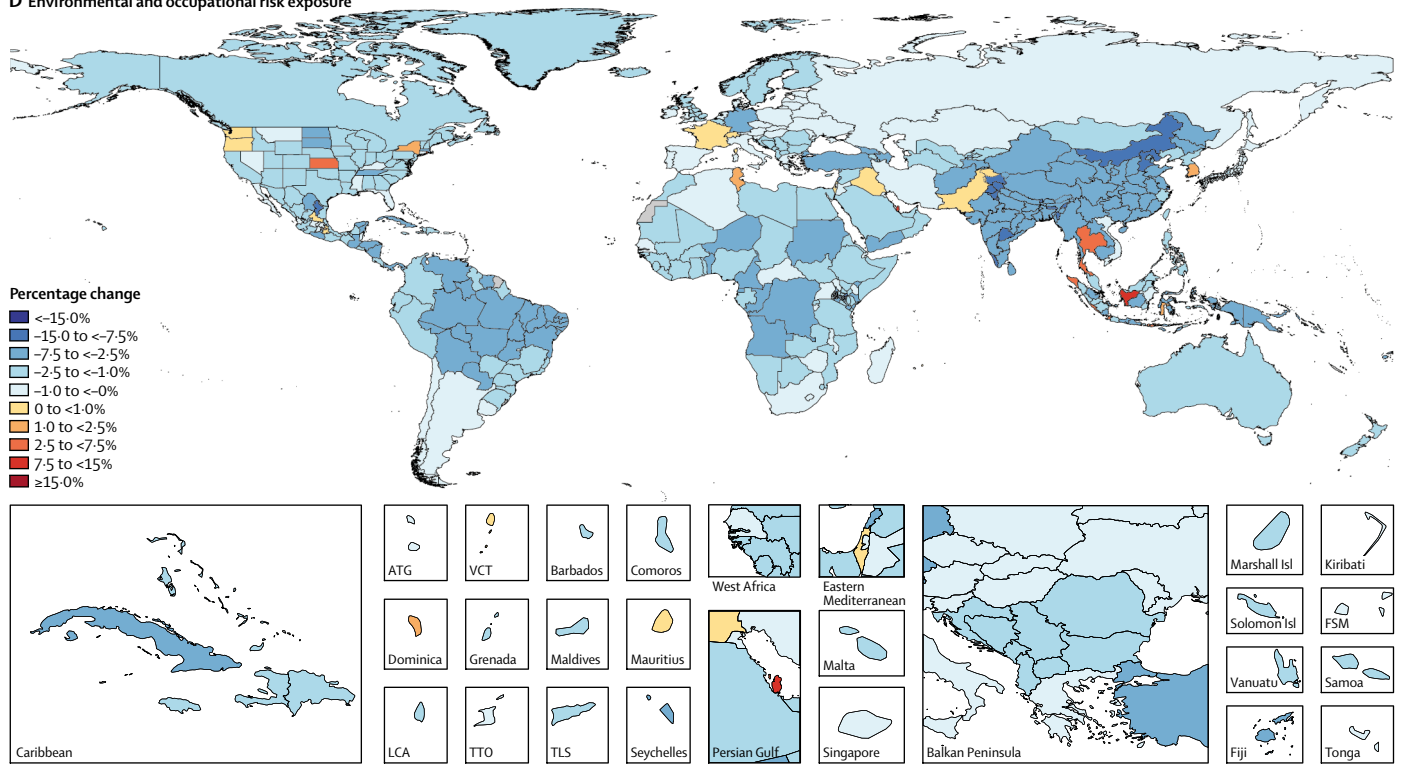 D Environmental and occupational risk exposure
Percentage change
<–15·0%
–15·0 to <–7·5%
–7·5 to <–2·5%
–2·5 to <–1·0%
–1·0 to <–0%
0 to <1·0%
1·0 to <2·5%
2·5 to <7·5%
7·5 to <15%
≥15·0%
Caribbean
ATG
VCT
Barbados
Comoros
Dominica
Grenada
Maldives
Mauritius
LCA
TTO
TLS
Seychelles
West Africa
Eastern
Mediterranean
Persian Gulf
Malta
Singapore
Balkan Peninsula
Marshall Isl
Kiribati
Solomon Isl
FSM
Vanuatu
Samoa
Fiji
Tonga